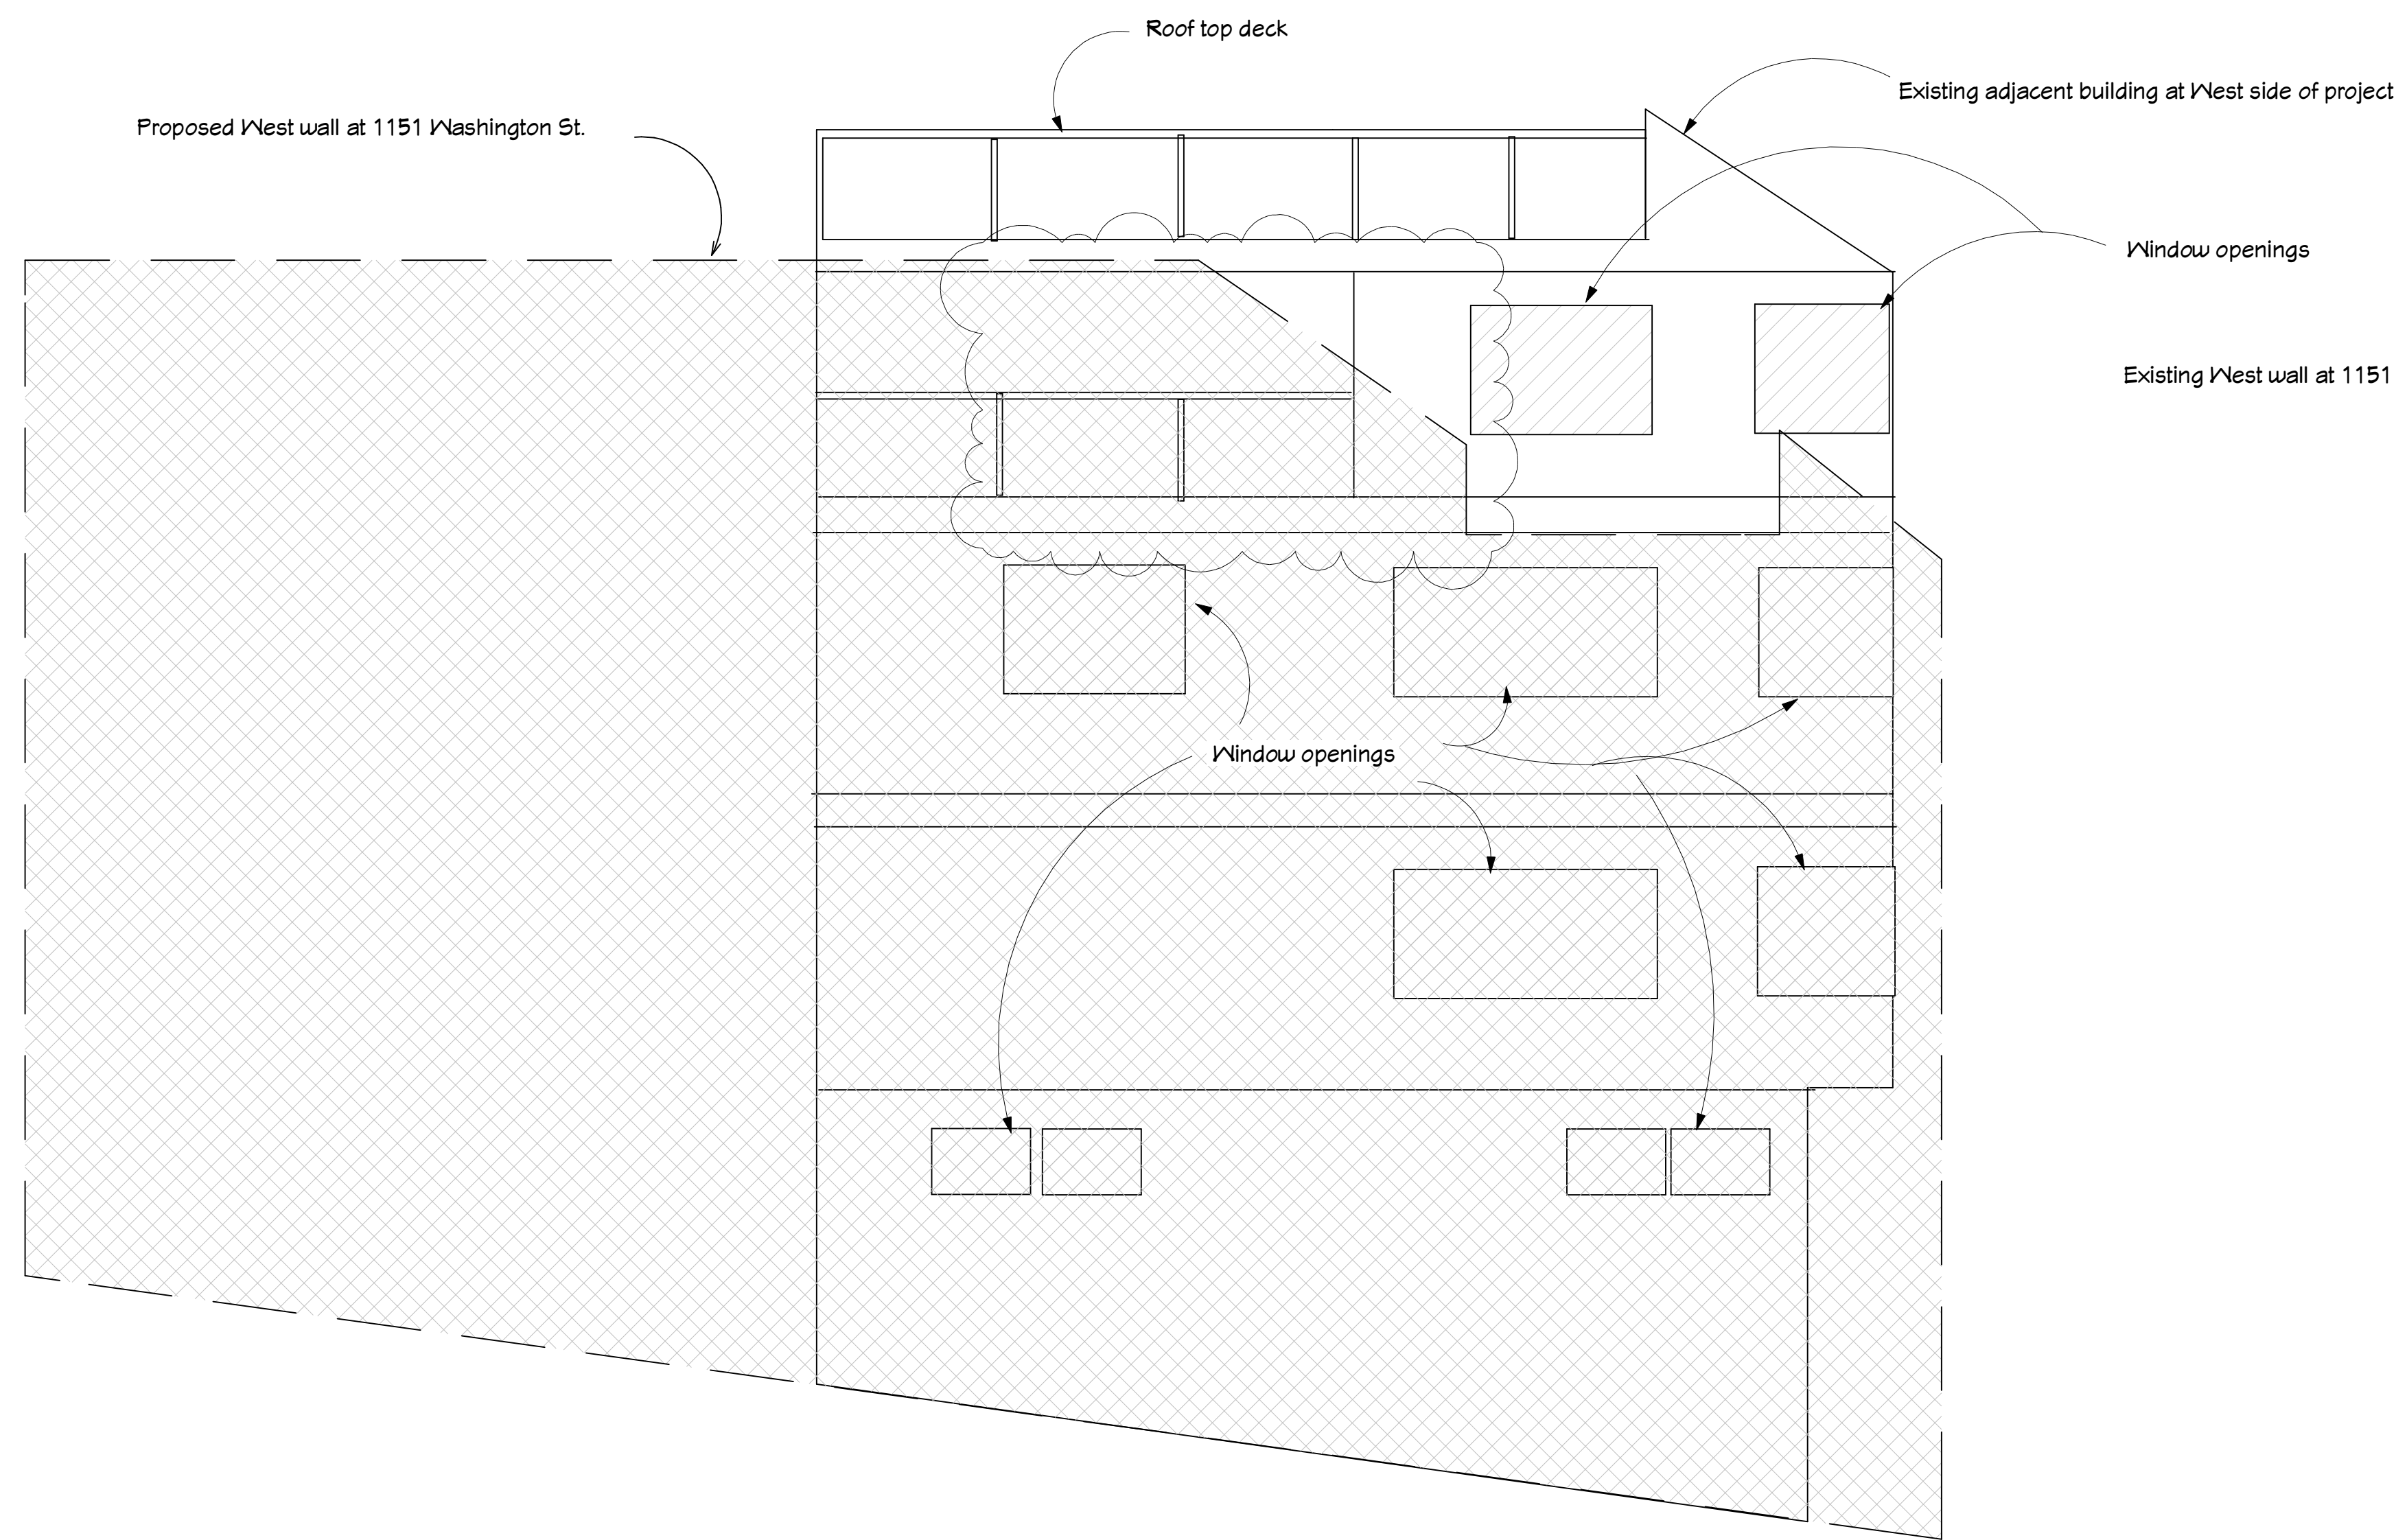 Roof top deck
Existing adjacent building at West side of project
Proposed West wall at 1151 Washington St.
Window openings
Existing West wall at 1151
Window openings